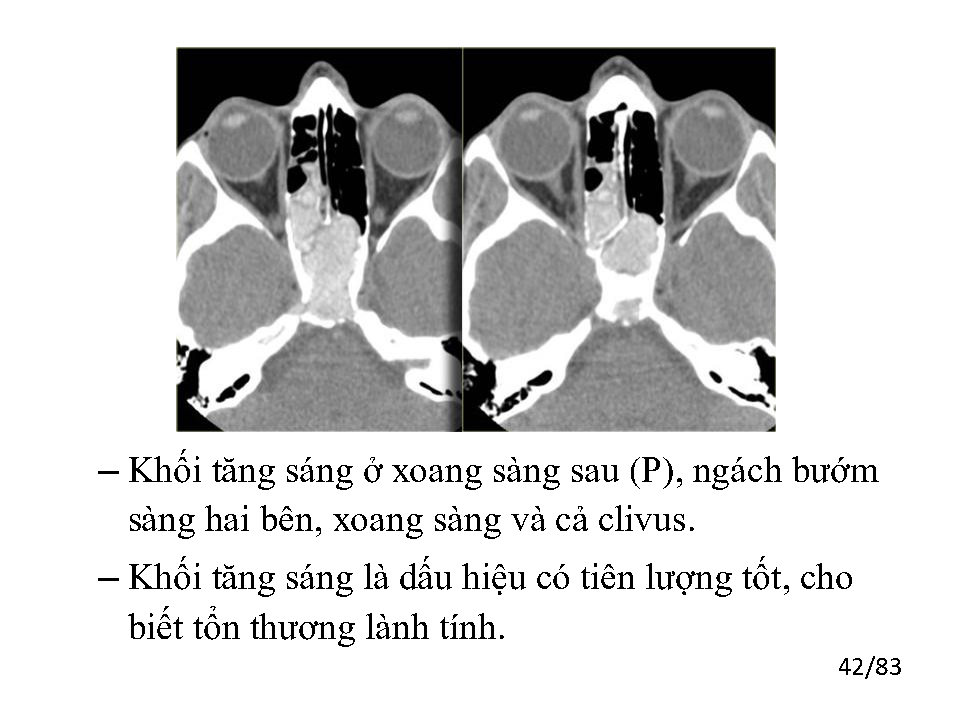 – Khối tăng sáng ở xoang sàng sau (P), ngách bướm
sàng hai bên, xoang sàng và cả clivus.
– Khối tăng sáng là dấu hiệu có tiên lượng tốt, cho
biết tổn thương lành tính.
42/83